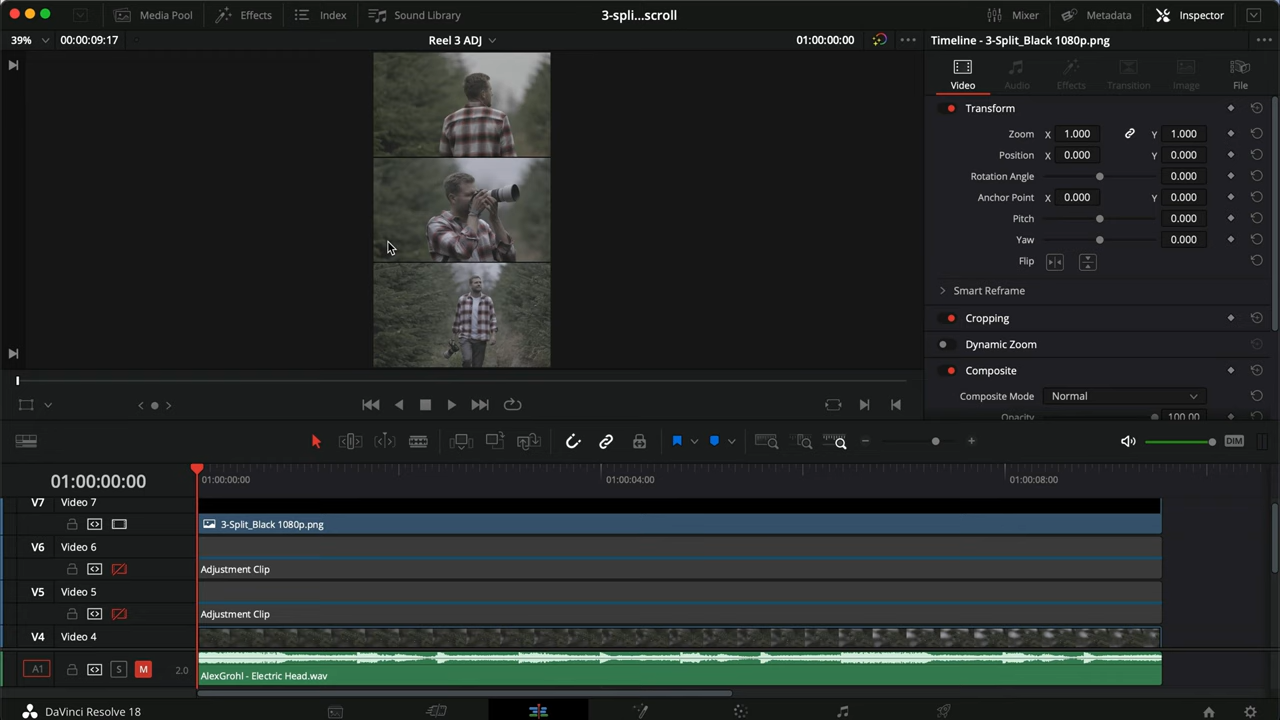 Media Pool Effects Index Sound Library 3-spli...scroll Mixer Metadata Inspector
39% 00:00:09:17 Reel 3 ADJ 01:00:00:00 Timeline - 3-Split_Black 1080p.png
Video Audio Effects Transition Image File
Transform
Zoom X 1.000 Y 1.000
Position X 0.000 Y 0.000
Rotation Angle 0.000
Anchor Point X 0.000 Y 0.000
Pitch 0.000
Yaw 0.000
Flip
Smart Reframe
Cropping
Dynamic Zoom
Composite
Composite Mode Normal
Opacity 100.00
DIM
01:00:00:00 01:00:00:00 01:00:04:00 01:00:08:00
V7 Video 7
3-Split_Black 1080p.png
V6 Video 6
Adjustment Clip
V5 Video 5
Adjustment Clip
V4 Video 4
A1 S M 2.0
AlexGrohl - Electric Head.wav
DaVinci Resolve 18